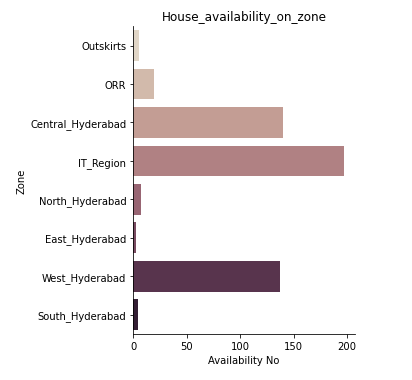 House_availability_on_zone
Outskirts
ORR
Central_Hyderabad
IT_Region
North_Hyderabad
East_Hyderabad
West_Hyderabad
South_Hyderabad
Zone
0 50 100 150 200
Availability No